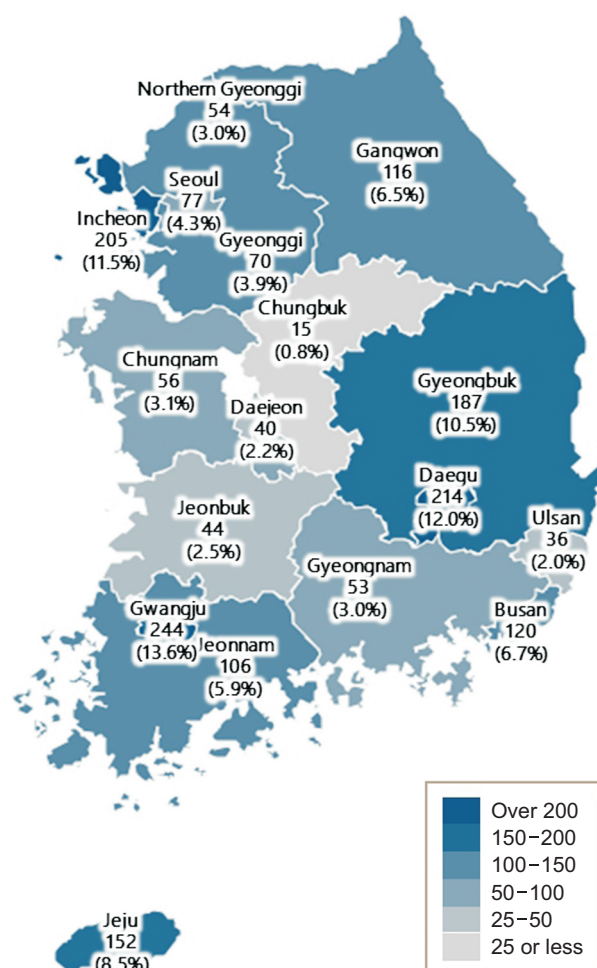 Northern Gyeonggi
54
(3.0%)
Gangwon
116
(6.5%)
Seoul
77
(4.3%)
Incheon
205
(11.5%)
Gyeonggi
70
(3.9%)
Chungbuk
15
(0.8%)
Chungnam
56
(3.1%)
Gyeongbuk
187
(10.5%)
Daejeon
40
(2.2%)
Daegu
214
(12.0%)
Jeonbuk
44
(2.5%)
Ulsan
36
(2.0%)
Gyeongnam
53
(3.0%)
Busan
120
(6.7%)
Gwangju
244
(13.6%)
Jeonnam
106
(5.9%)
Over 200
150-200
100-150
50-100
25-50
25 or less
Jeju
152
(8.5%)